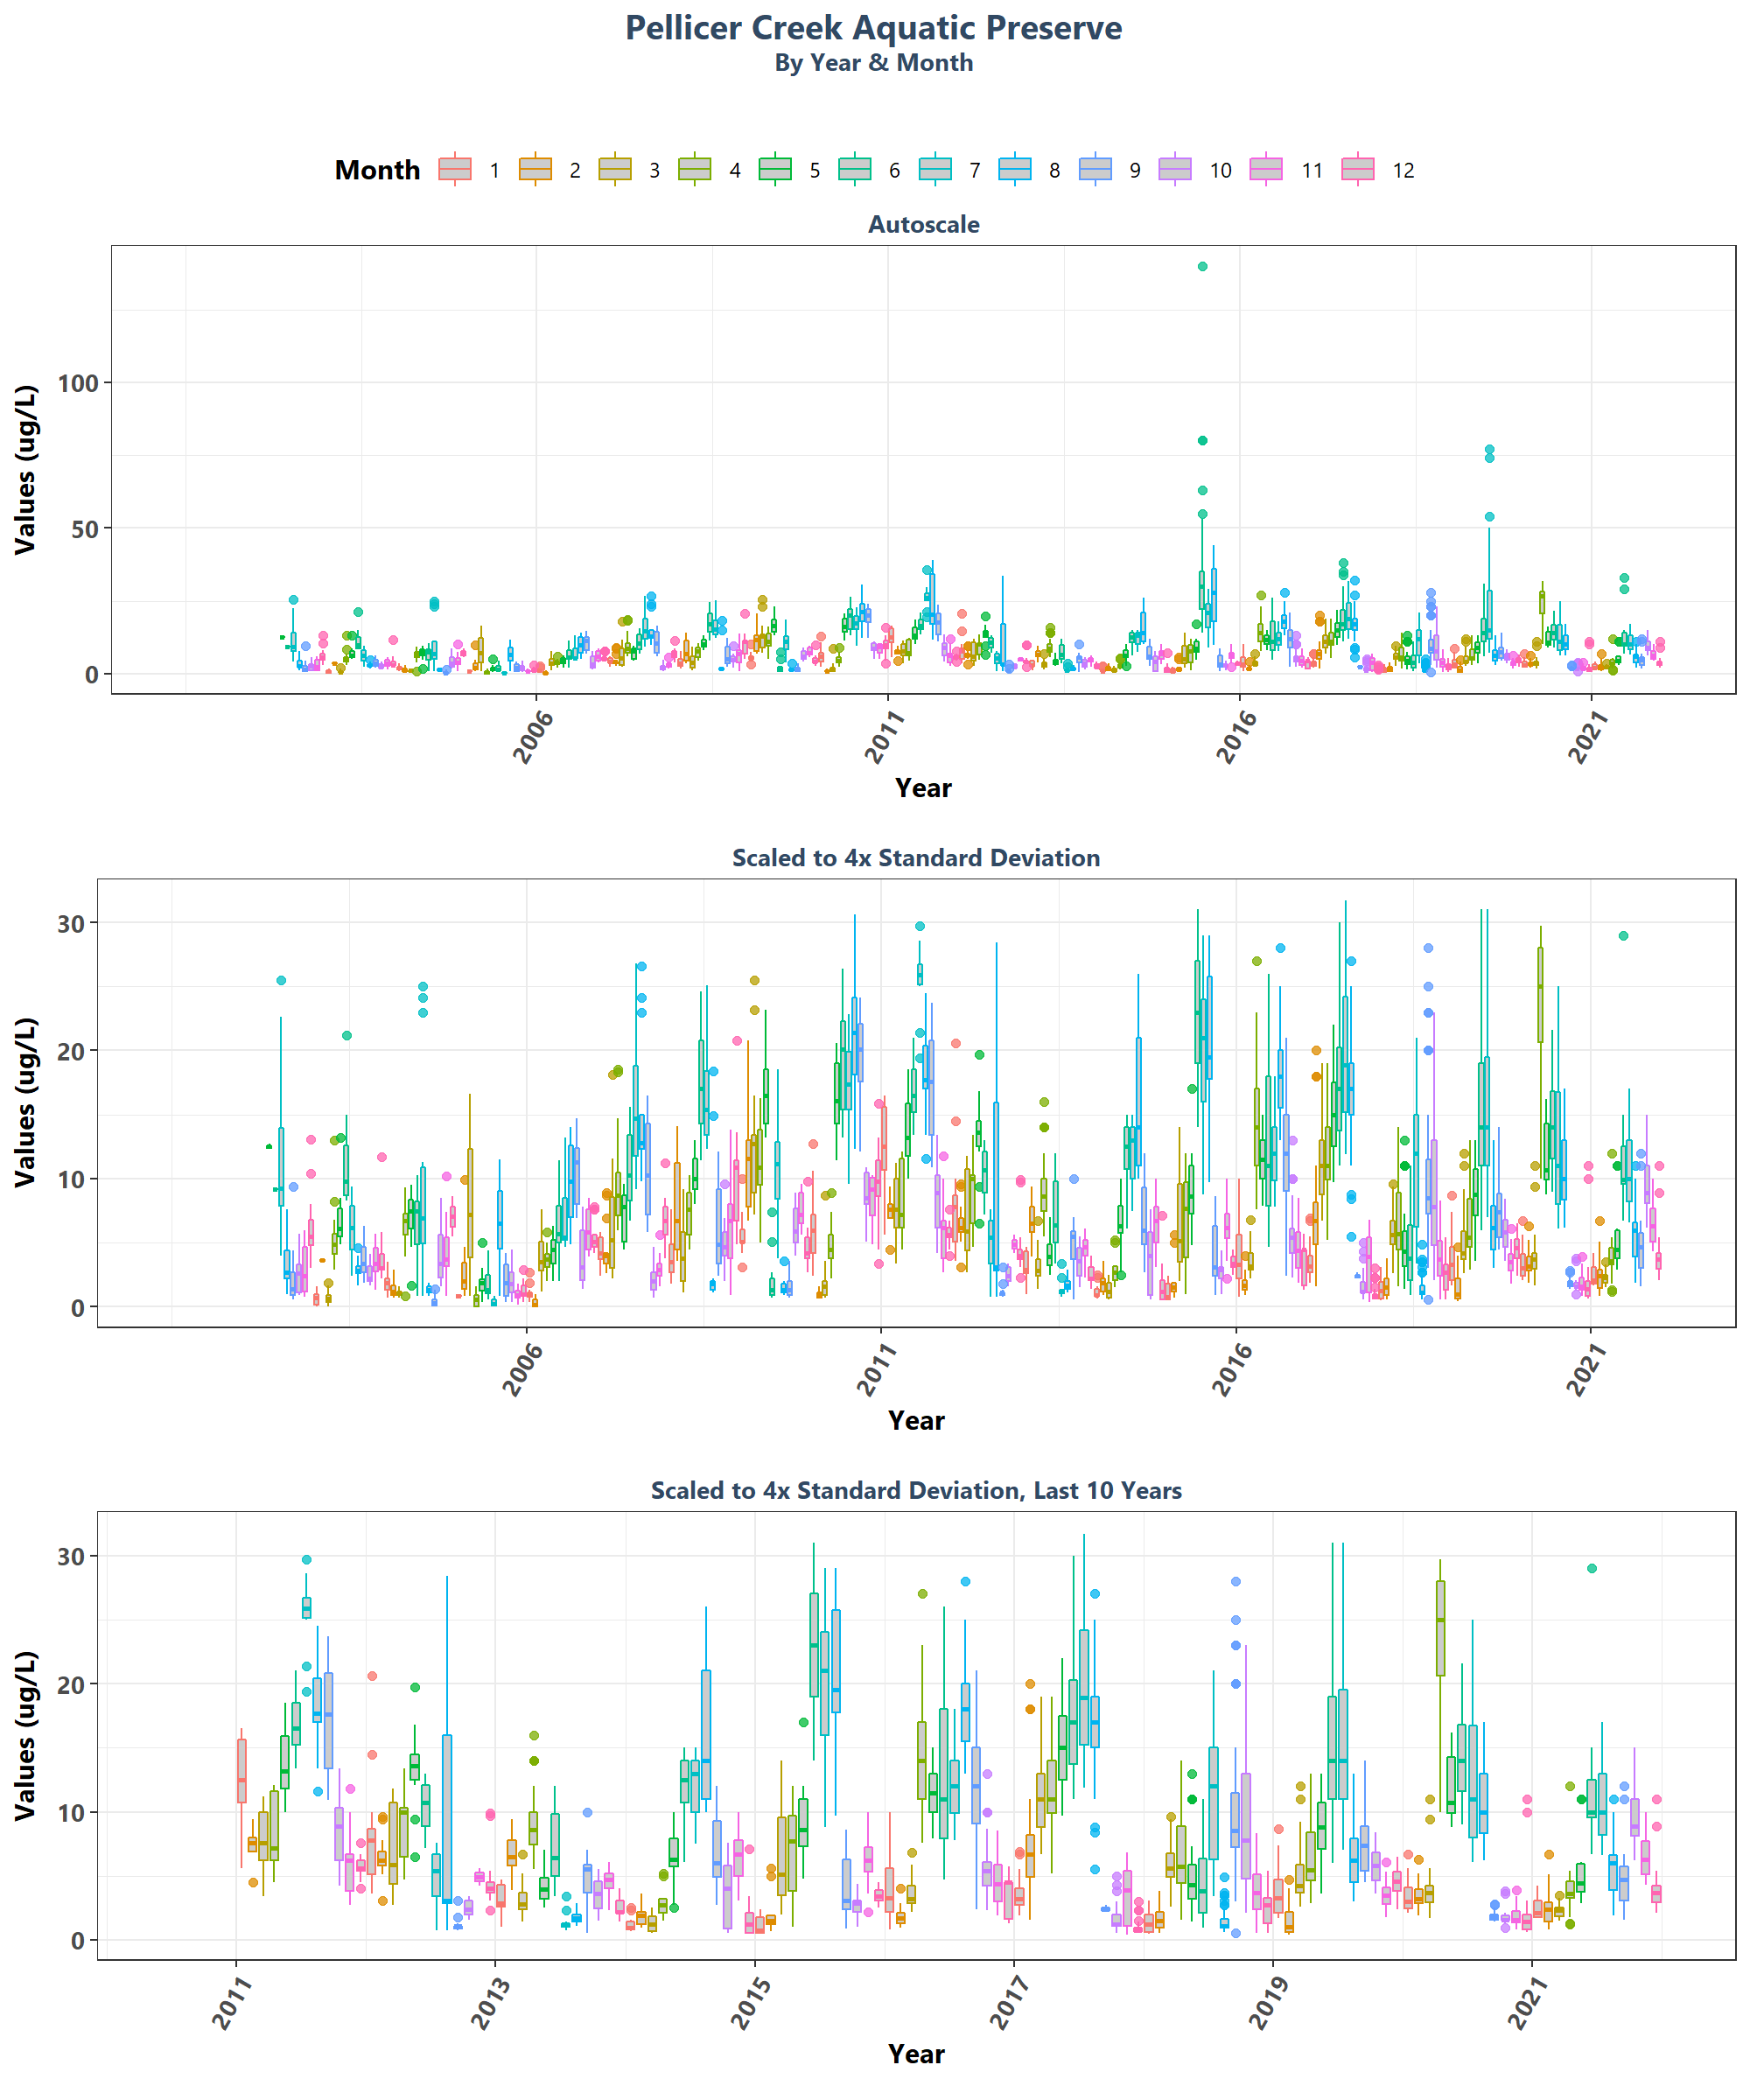 Pellicer Creek Aquatic Preserve
By Year & Month
Month 1 2 3 4 5 6 7 8 9 10 11 12
Autoscale
Values (ug/L)
100
50
0
2006 2011 2016 2021
Year
Scaled to 4x Standard Deviation
Values (ug/L)
30
20
10
0
2006 2011 2016 2021
Year
Scaled to 4x Standard Deviation, Last 10 Years
Values (ug/L)
30
20
10
0
2011 2013 2015 2017 2019 2021
Year